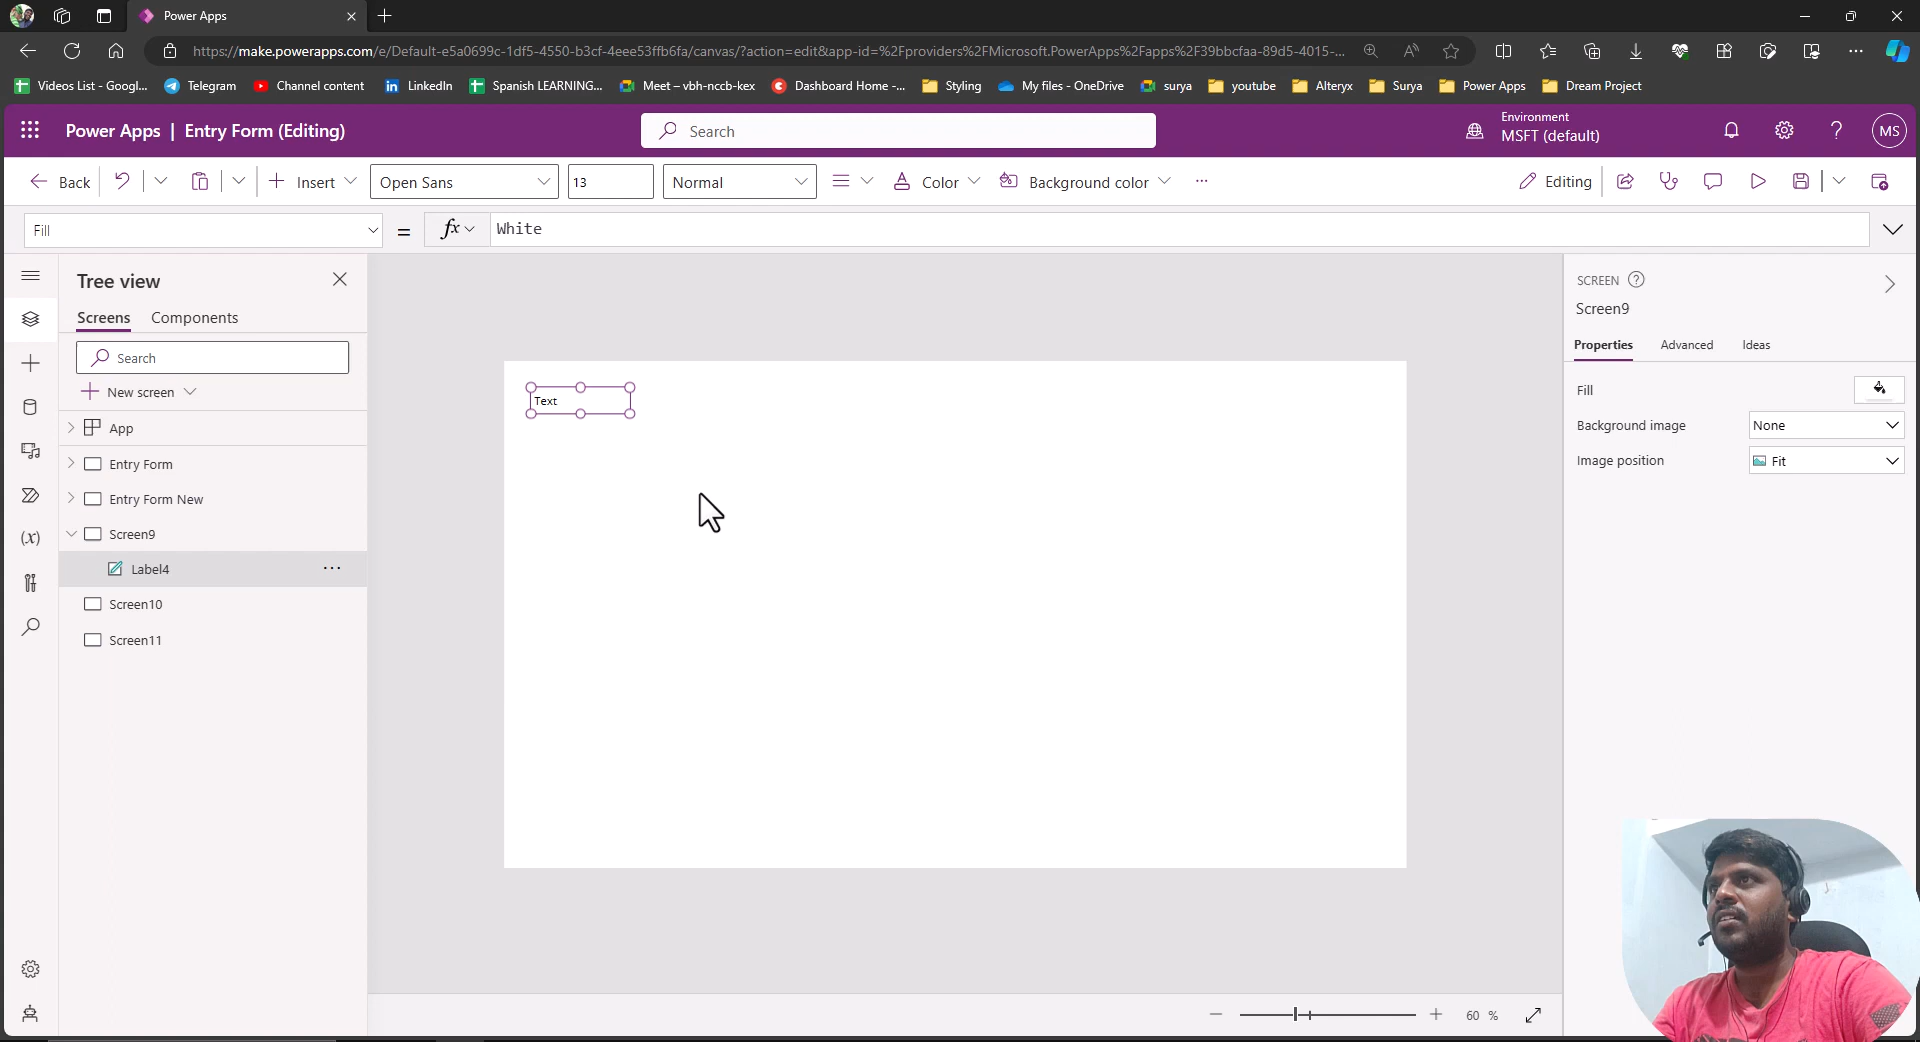 Power Apps
https://make.powerapps.com/e/Default-e5a0699c-1df5-4550-b3cf-4eee53ffb6fa/canvas/?action=edit&app-id=%2Fproviders%2FMicrosoft.PowerApps%2Fapps%2F39bbcfaa-89d5-4015-...
Videos List - Googl... Telegram Channel content LinkedIn Spanish LEARNING... Meet – vbh-nccb-kex Dashboard Home -... Styling My files - OneDrive surya youtube Alteryx Surya Power Apps Dream Project
Power Apps | Entry Form (Editing) Search Environment MS
MSFT (default)
Back Insert Open Sans 13 Normal Color Background color ... Editing
Fill = fx White
Tree view
Screens Components
Search
New screen
App
Entry Form
Entry Form New
Screen9
Label4 ...
Screen10
Screen11
Text
SCREEN
Screen9
Properties Advanced Ideas
Fill
Background image None
Image position Fit
60 %